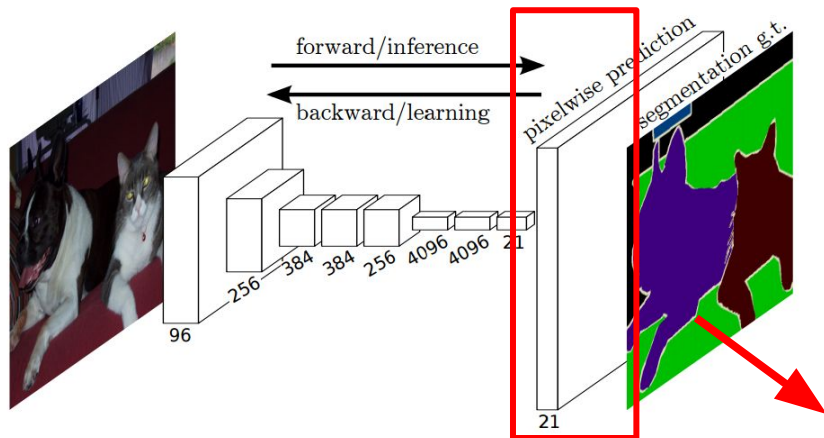 forward/inference
backward/learning
pixelwise prediction
segmentation g.t.
96
256
384
384
256
4096
4096
21
21